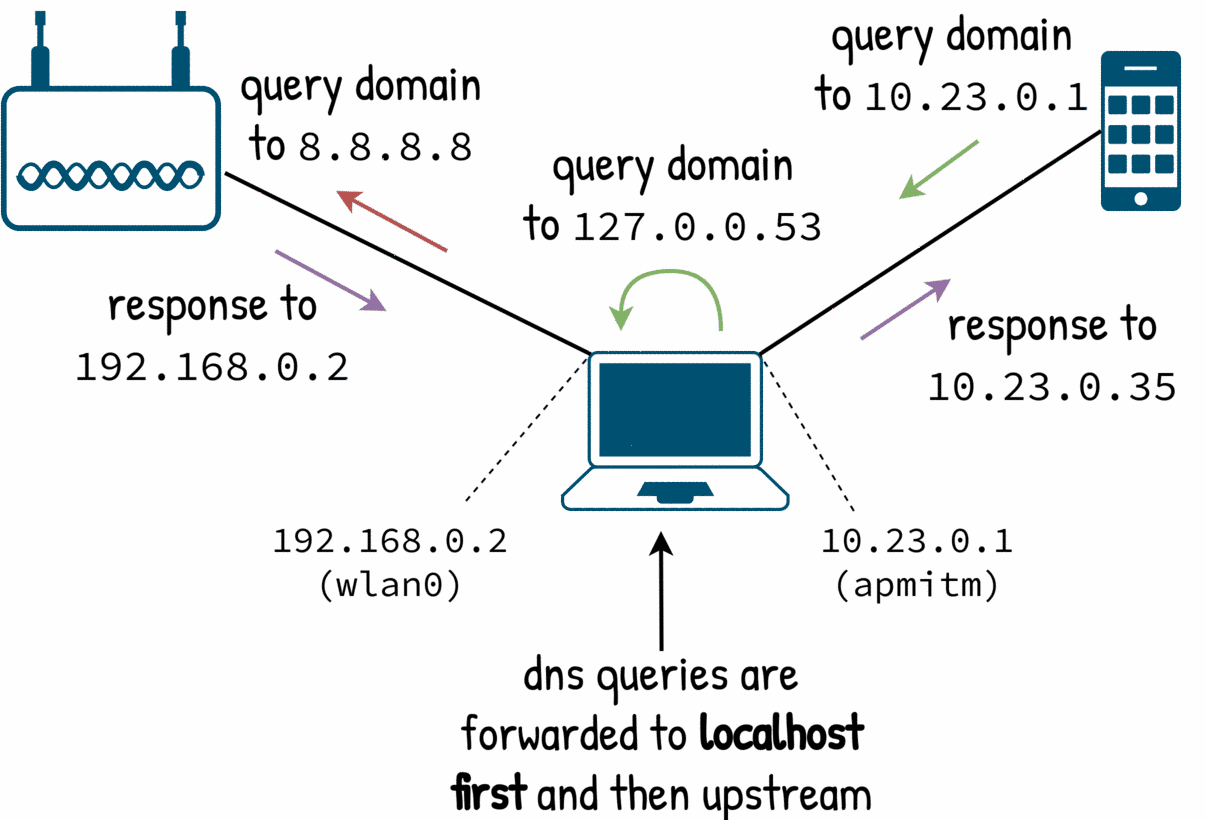 query domain
to 10.23.0.1
query domain
to 8.8.8.8
query domain
to 127.0.0.53
response to
192.168.0.2
response to
10.23.0.35
192.168.0.2
(wlan0)
10.23.0.1
(apmitm)
dns queries are
forwarded to localhost
first and then upstream